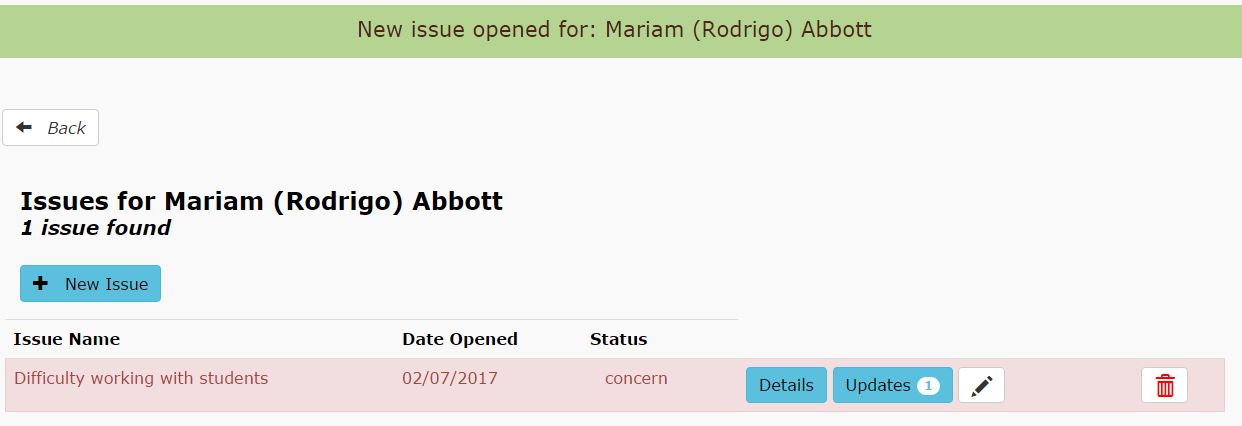 New issue opened for: Mariam (Rodrigo) Abbott
Back
Issues for Mariam (Rodrigo) Abbott
1 issue found
New Issue
Issue Name Date Opened Status
Difficulty working with students 02/07/2017 concern Details Updates 1